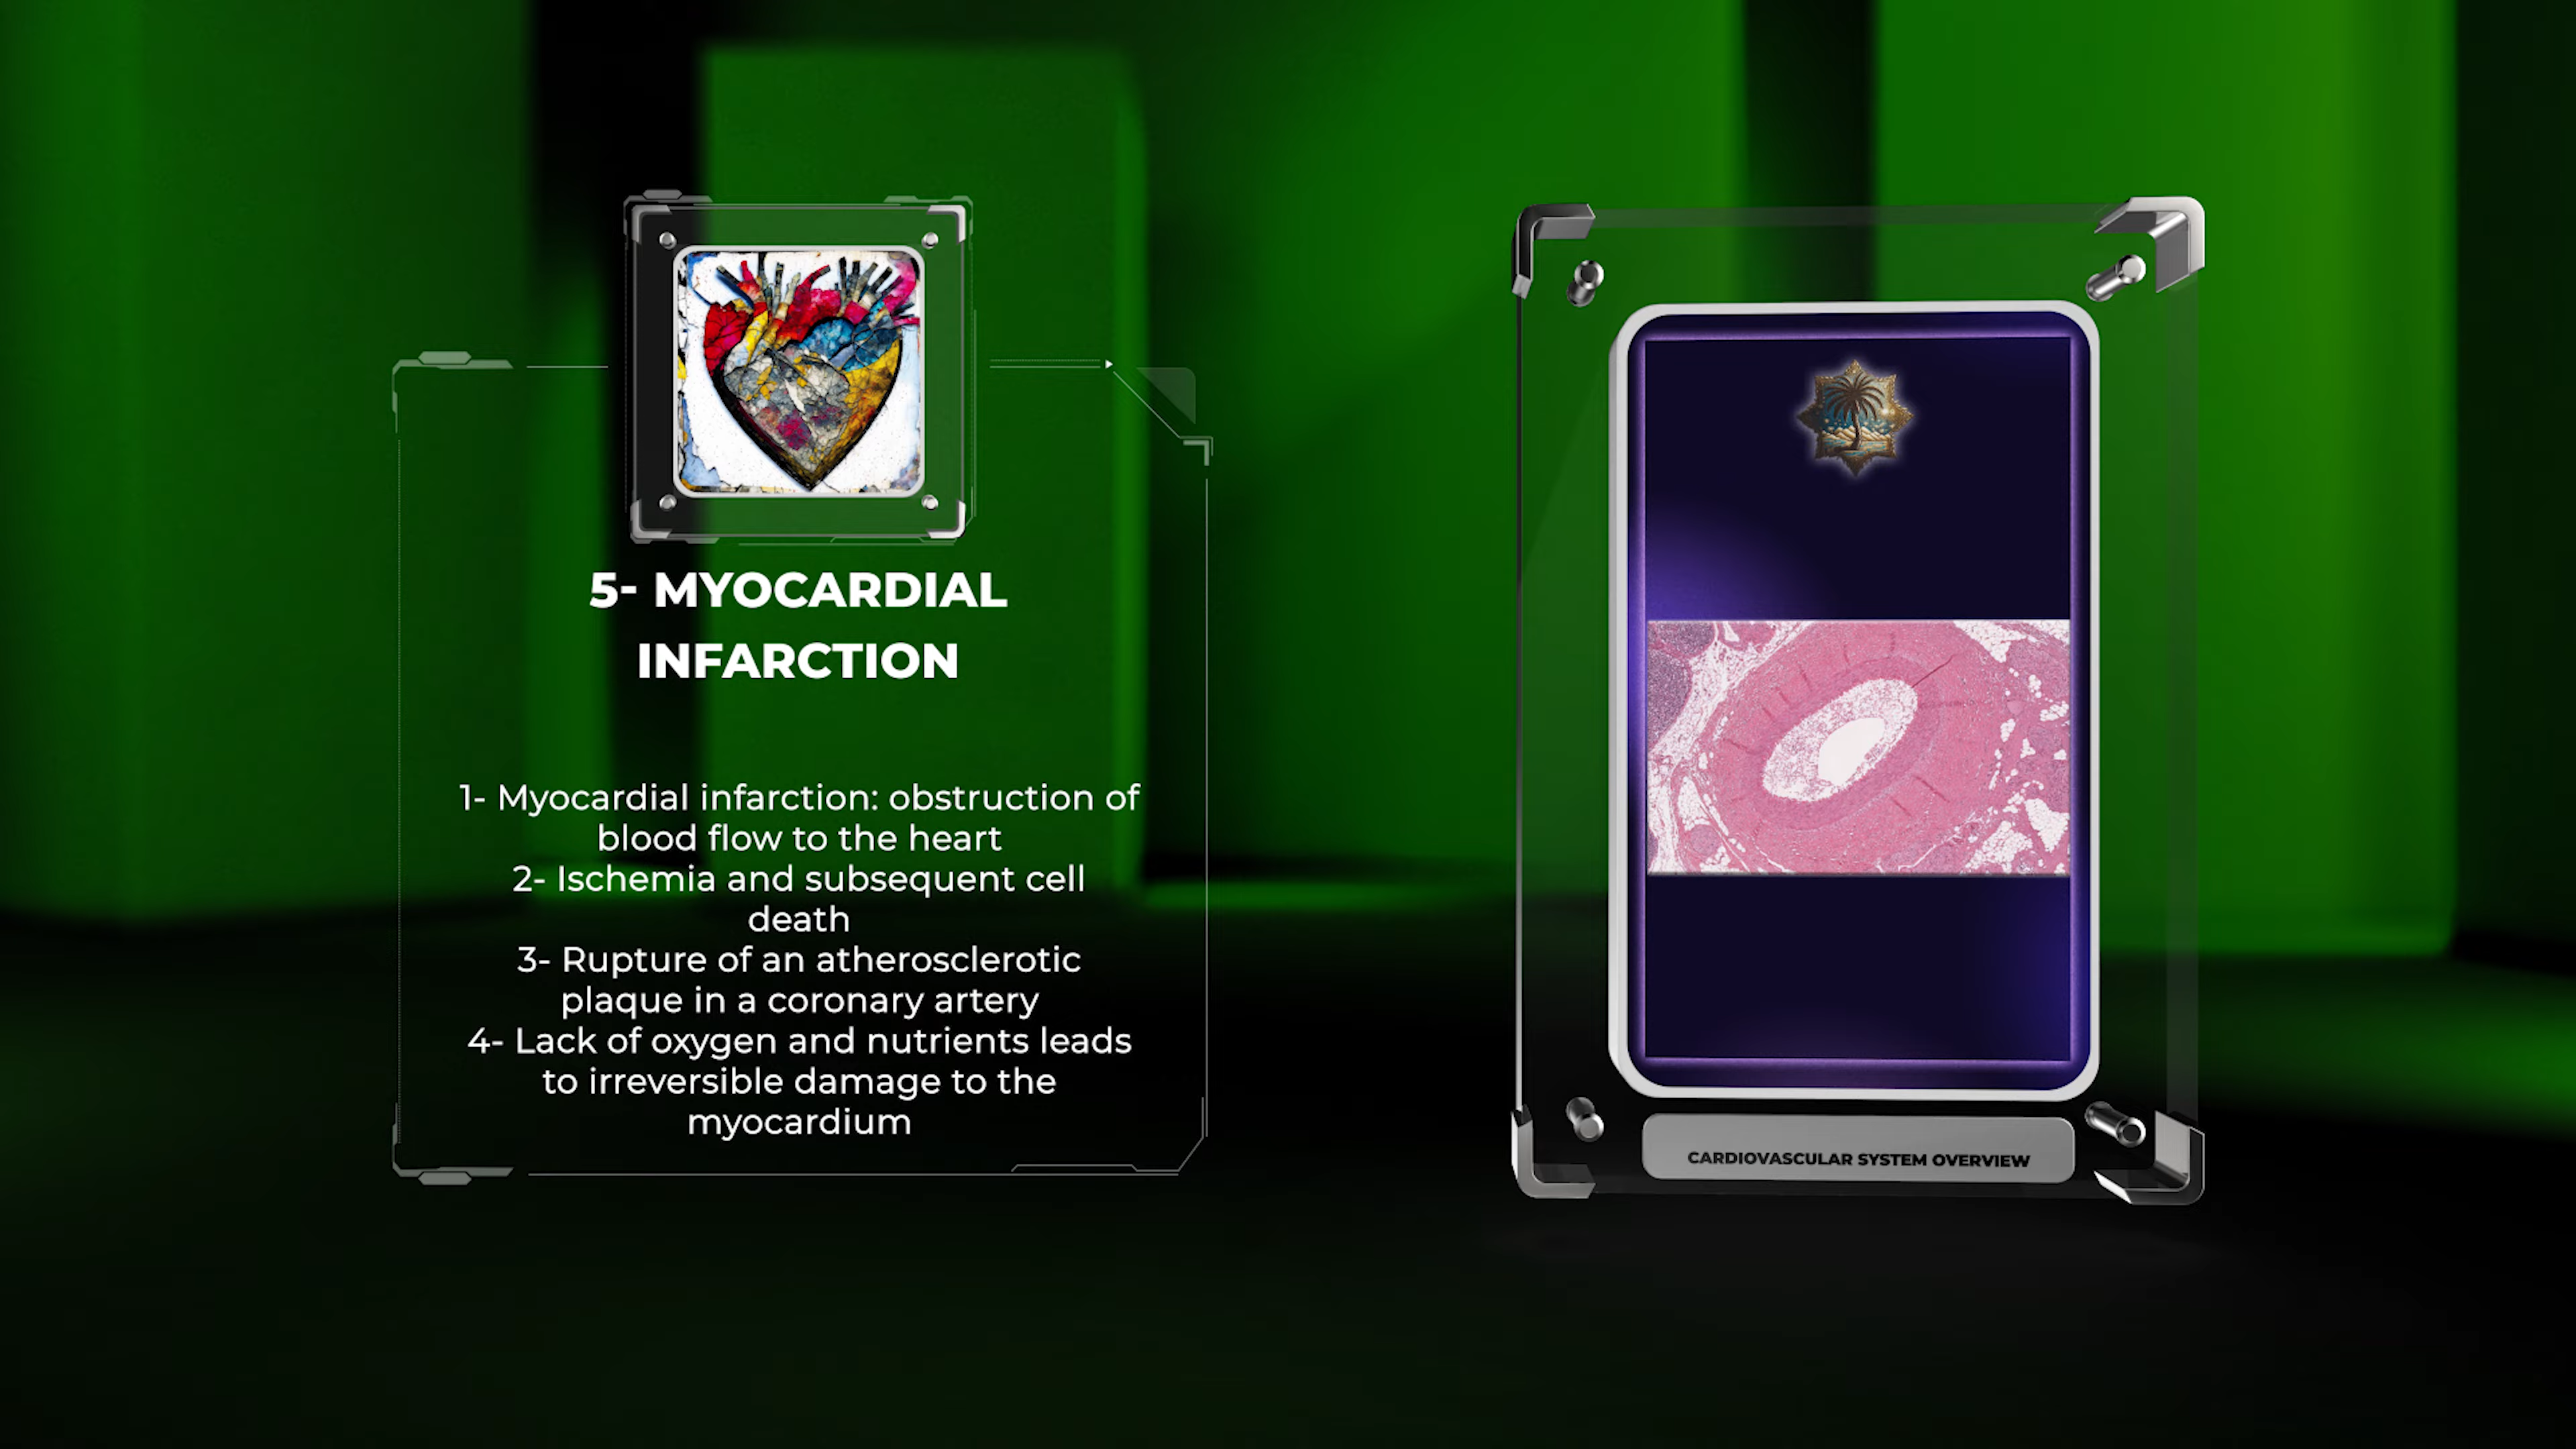 5- MYOCARDIAL
INFARCTION
1- Myocardial infarction: obstruction of
blood flow to the heart
2- Ischemia and subsequent cell
death
3- Rupture of an atherosclerotic
plaque in a coronary artery
4- Lack of oxygen and nutrients leads
to irreversible damage to the
myocardium
CARDIOVASCULAR SYSTEM OVERVIEW